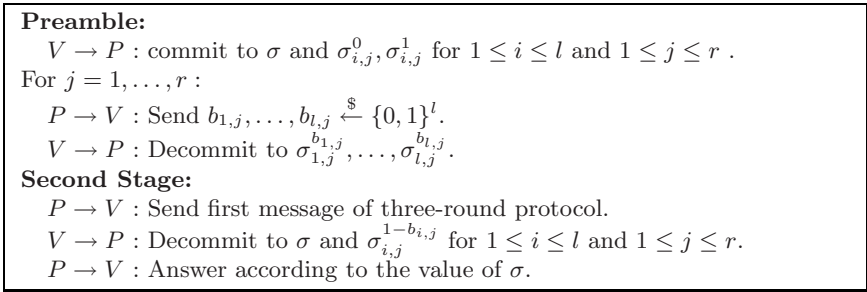 Preamble:
V → P : commit to σ and σ^0_{i,j}, σ^1_{i,j} for 1 ≤ i ≤ l and 1 ≤ j ≤ r .
For j = 1, . . . , r :
P → V : Send b_{1,j}, . . . , b_{l,j} \stackrel{$}{←} {0, 1}^l.
V → P : Decommit to σ^{b_{1,j}}_{1,j}, . . . , σ^{b_{l,j}}_{l,j}.
Second Stage:
P → V : Send first message of three-round protocol.
V → P : Decommit to σ and σ^{1−b_{i,j}}_{i,j} for 1 ≤ i ≤ l and 1 ≤ j ≤ r.
P → V : Answer according to the value of σ.